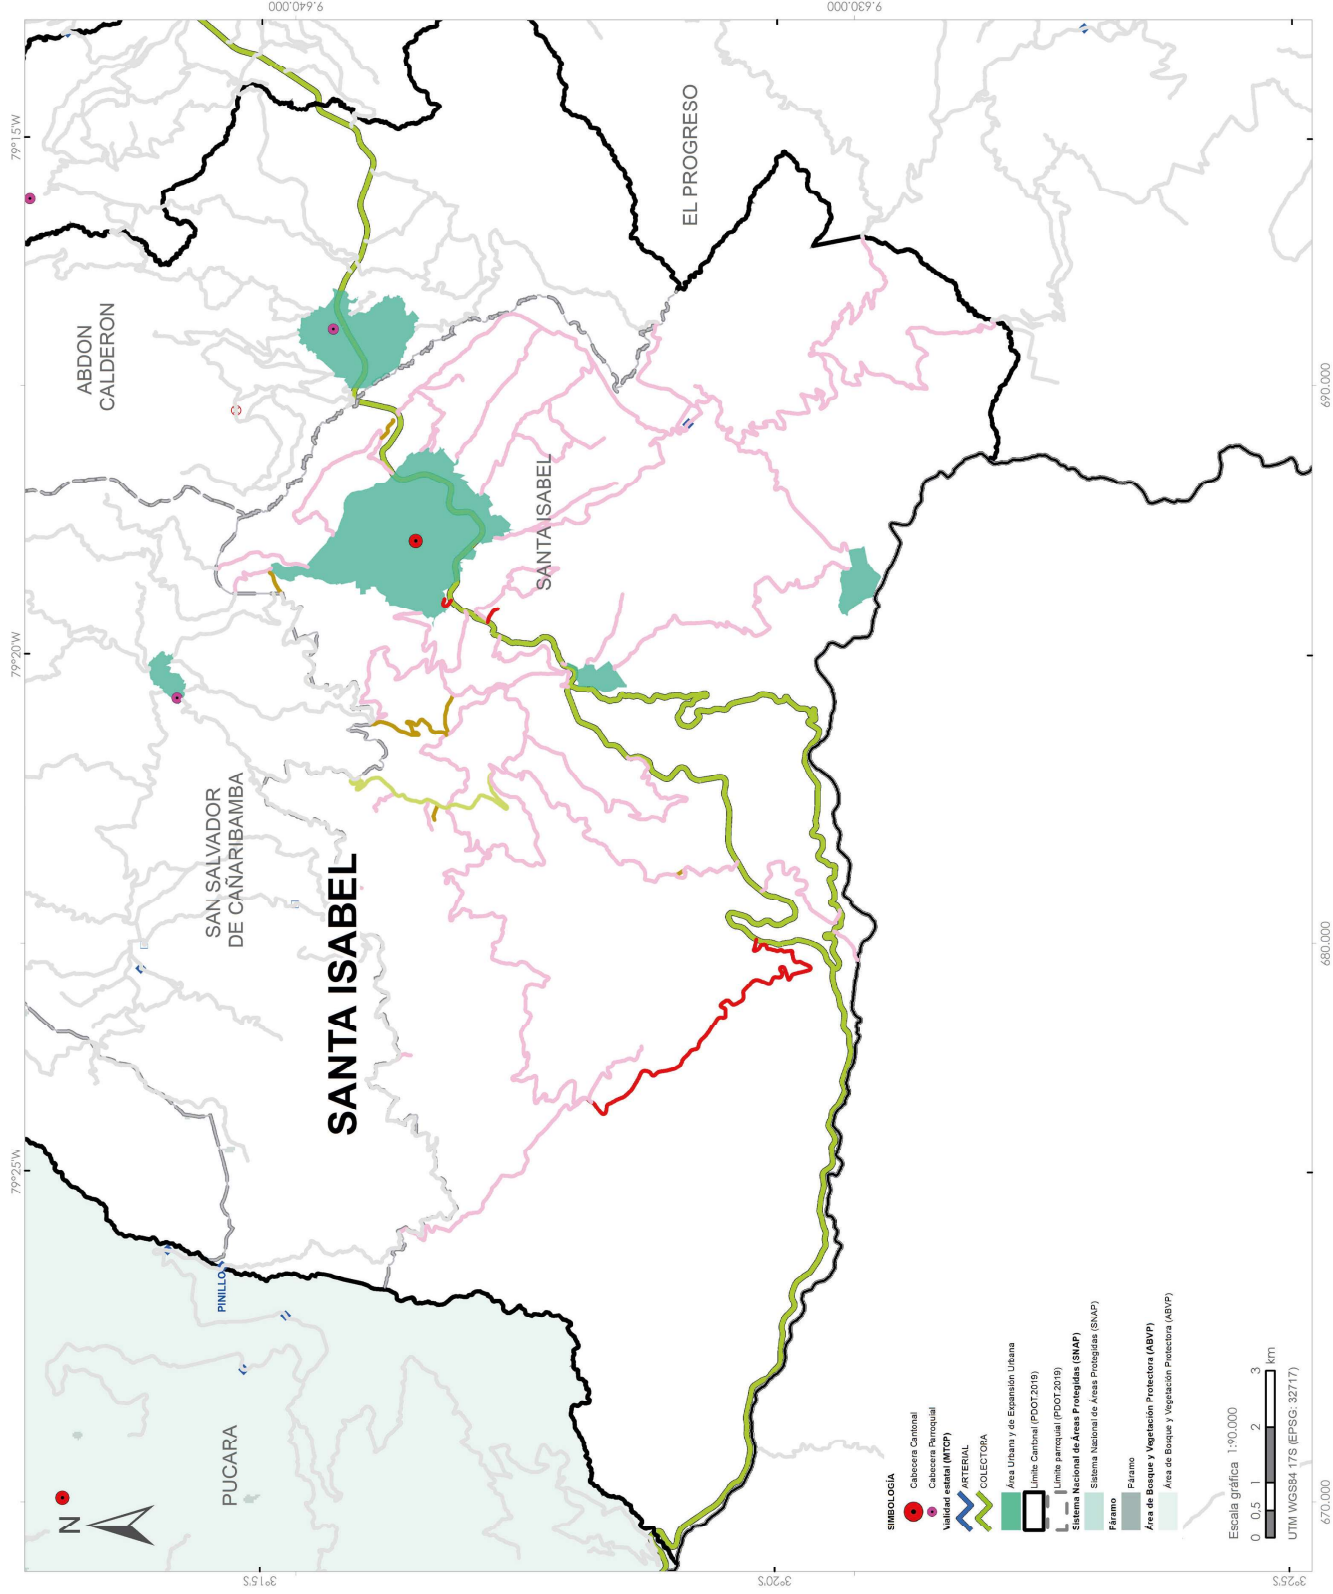 79°25'W
79°20'W
79°15'W
9.640.000
9.630.000
3°15'S
3°20'S
3°25'S
670.000
680.000
690.000
N
PUCARA
PINILLO
SAN SALVADOR
DE CAÑARIBAMBA
SANTA ISABEL
ABDON
CALDERON
SANTA ISABEL
EL PROGRESO
SIMBOLOGÍA
Cabecera Cantonal
Cabecera Parroquial
Vialidad estatal (MTCP)
ARTERIAL
COLECTORA
Área Urbana y de Expansión Urbana
Límite Cantonal (PDOT.2019)
Límite parroquial (PDOT.2019)
Sistema Nacional de Áreas Protegidas (SNAP)
Sistema Nacional de Áreas Protegidas (SNAP)
Páramo
Páramo
Área de Bosque y Vegetación Protectora (ABVP)
Área de Bosque y Vegetación Protectora (ABVP)
Escala gráfica 1:90.000
0 0,5 1 2 3
km
UTM WGS84 17S (EPSG: 32717)